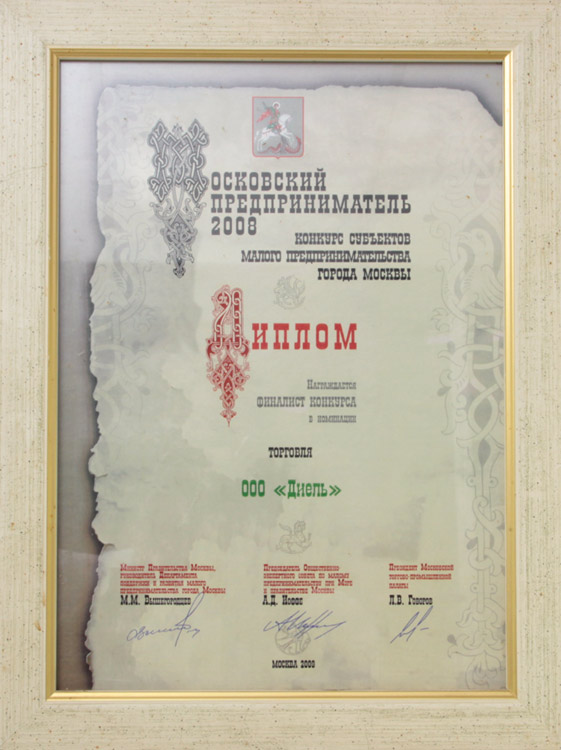 Московский
предприниматель
2008
конкурс субъектов
малого предпринимательства
города Москвы
Диплом
Награждается
финалист конкурса
в номинации
торговля
ООО «Диель»
Министр Правительства Москвы,
руководитель Департамента
поддержки и развития малого
предпринимательства города Москвы
М.М. Вышегородцев
Председатель Общественно-
экспертного совета по малому
предпринимательству при Мэре
и правительстве Москвы
А.Д. Иоффе
Президент Московской
торгово-промышленной
палаты
Л.В. Говоров
Москва 2008